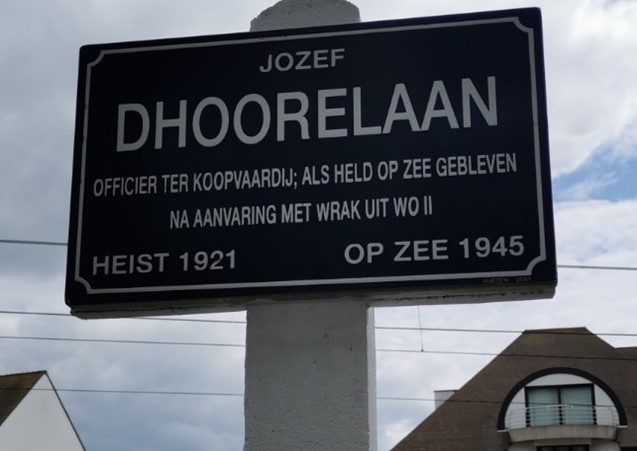 JOZEF
DHOORELAAN
OFFICIER TER KOOPVAARDIJ; ALS HELD OP ZEE GEBLEVEN
NA AANVARING MET WRAK UIT WO II
HEIST 1921 OP ZEE 1945